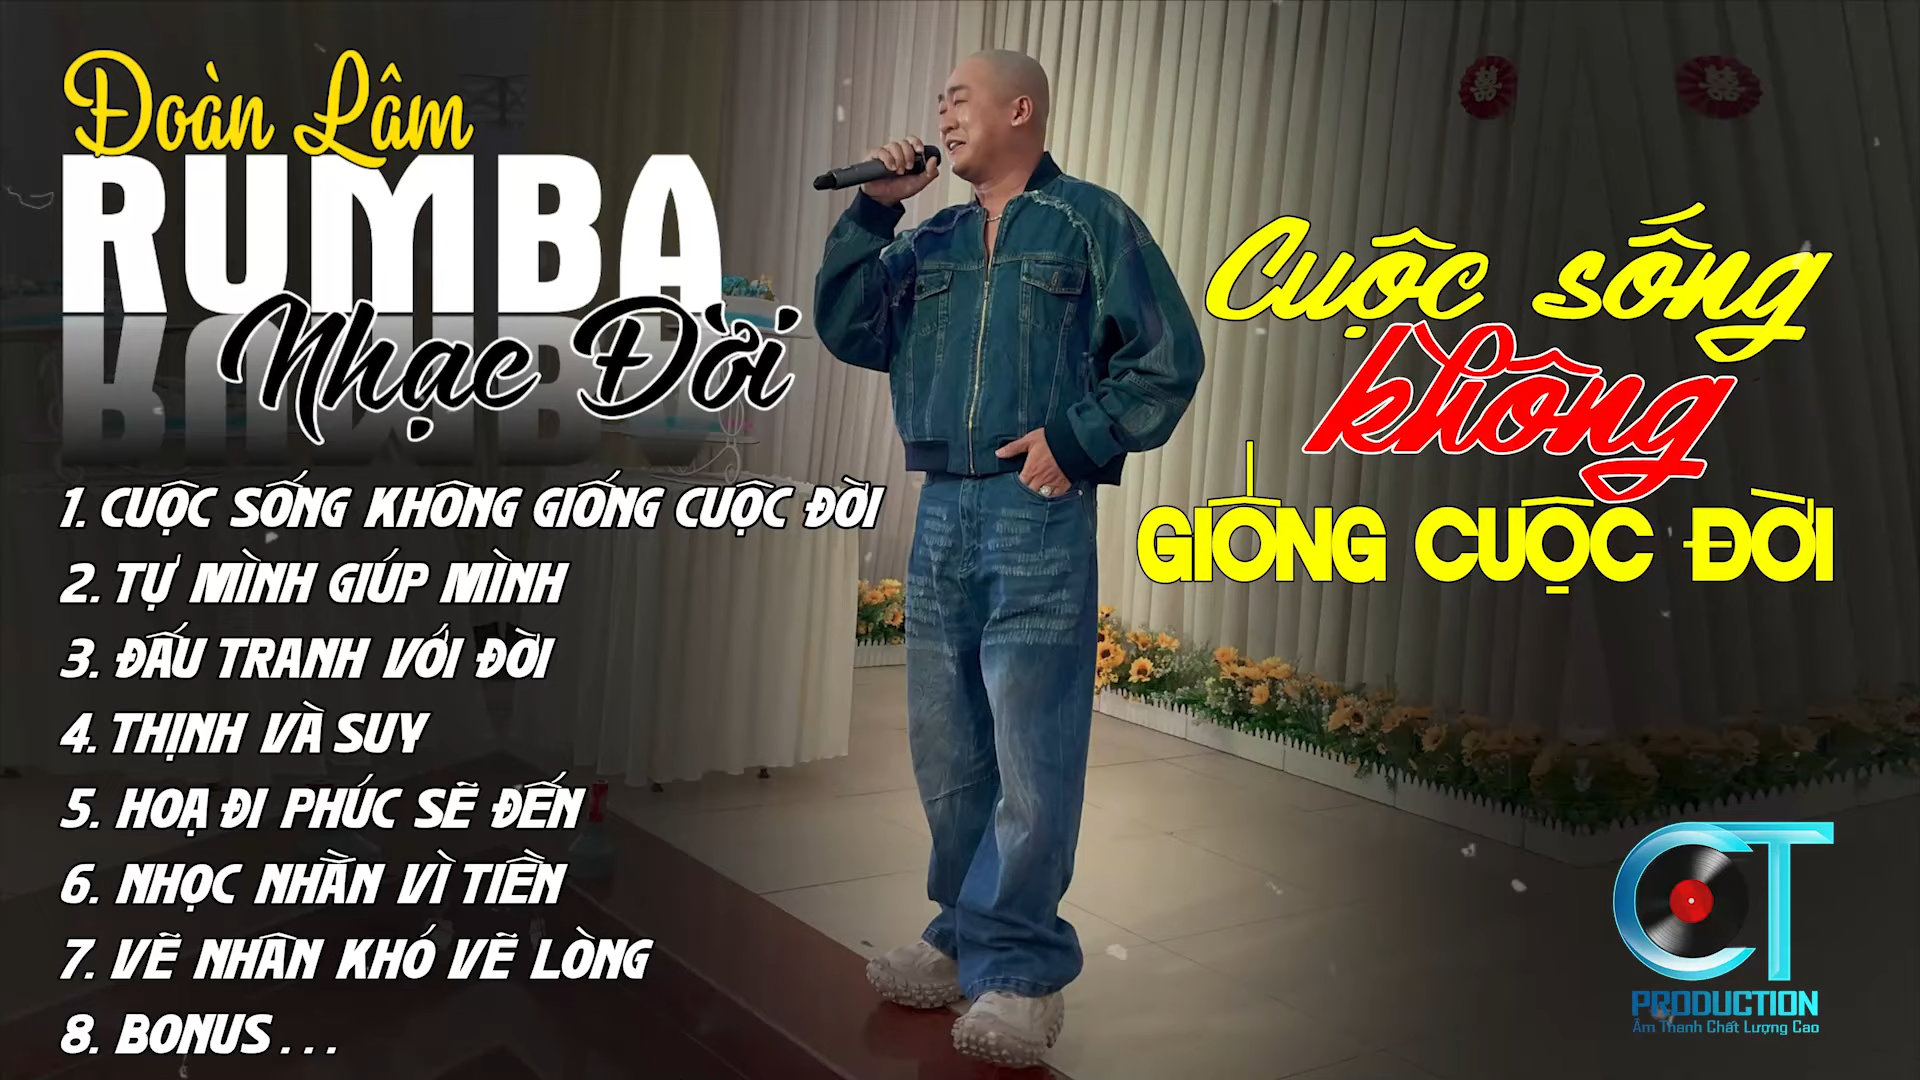 Đoàn Lâm
RUMBA
Nhạc Đời
1. CUỘC SỐNG KHÔNG GIỐNG CUỘC ĐỜI
2. TỰ MÌNH GIÚP MÌNH
3. ĐẤU TRANH VỚI ĐỜI
4. THỊNH VÀ SUY
5. HOẠ ĐI PHÚC SẼ ĐẾN
6. NHỌC NHẰN VÌ TIỀN
7. VẼ NHÂN KHÓ VẼ LÒNG
8. BONUS...
囍 囍
Cuộc sống
không
GIỐNG CUỘC ĐỜI
CT
PRODUCTION
Âm Thanh Chất Lượng Cao